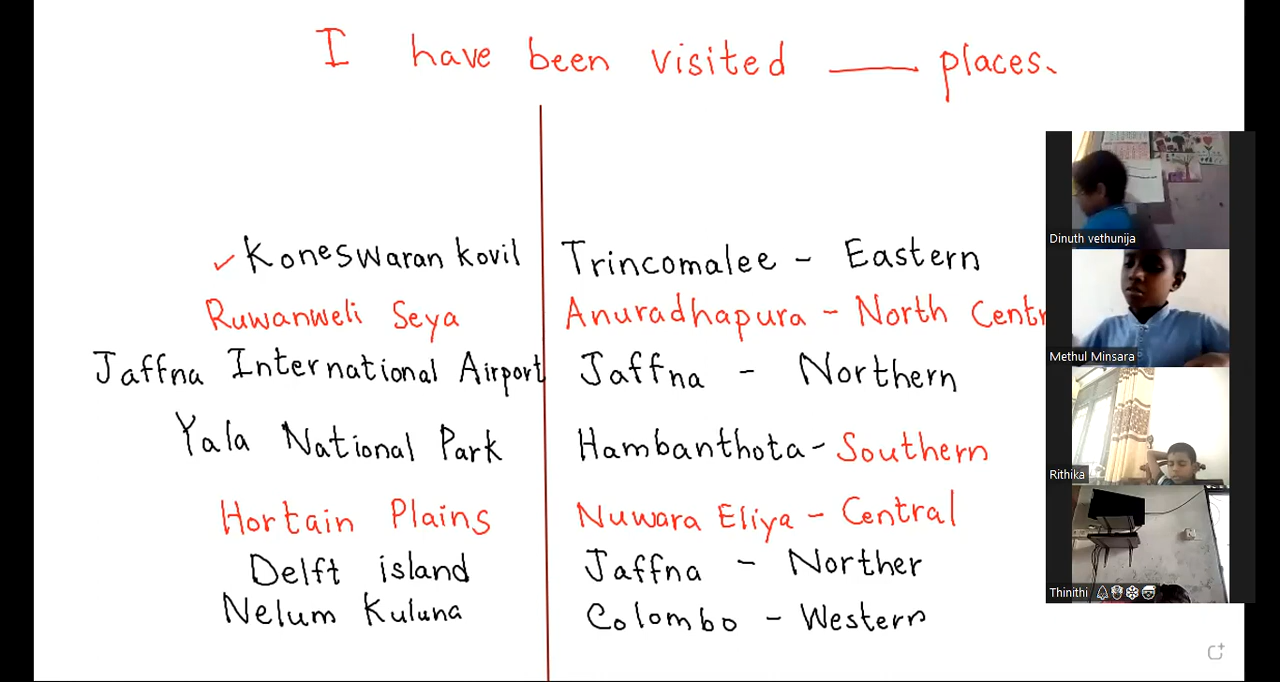 I have been visited ____ places.
Koneswaran kovil Trincomalee - Eastern
Ruwanweli Seya Anuradhapura - North Centr
Jaffna International Airport Jaffna - Northern
Yala National Park Hambanthota - Southern
Hortain Plains Nuwara Eliya - Central
Delft island Jaffna - Norther
Nelum Kuluna Colombo - Western
Dinuth vethunija
Methul Minsara
Rithika
Thinithi